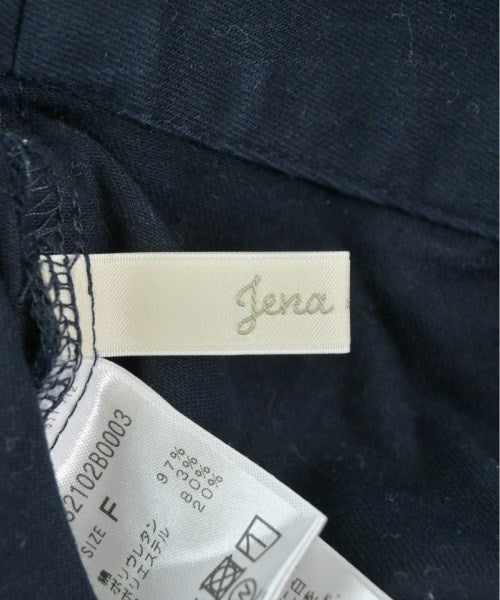 Jena
32102B0003
SIZE F
綿 97%
ポリウレタン 3%
ポリエステル 80%
20%